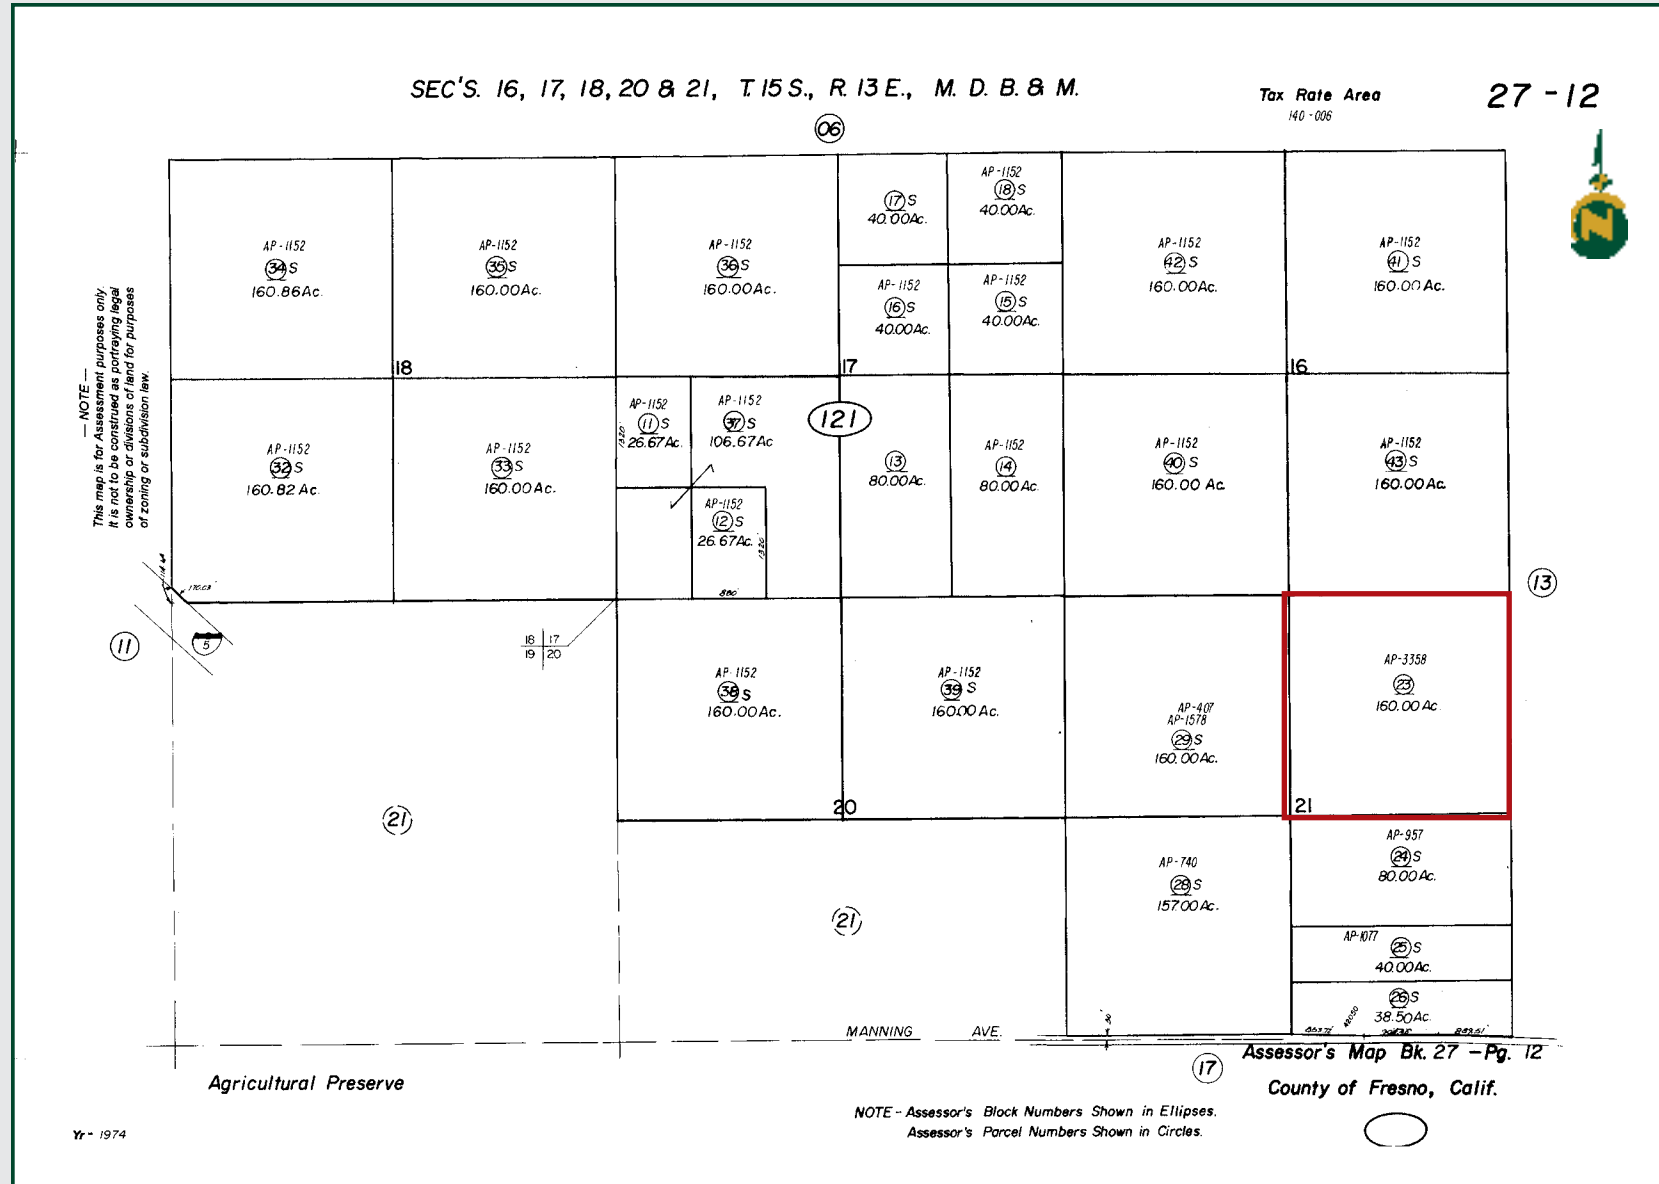 SEC'S. 16, 17, 18, 20 & 21, T. 15 S., R. 13 E., M. D. B. & M.
Tax Rate Area
140-006
27-12
06
N
AP-1152
34 S
160.86 Ac.
AP-1152
35 S
160.00 Ac.
AP-1152
36 S
160.00 Ac.
17 S
40.00 Ac.
AP-1152
18 S
40.00 Ac.
AP-1152
16 S
40.00 Ac.
AP-1152
15 S
40.00 Ac.
AP-1152
42 S
160.00 Ac.
AP-1152
41 S
160.00 Ac.
18
17
16
— NOTE —
This map is for Assessment purposes only.
It is not to be construed as portraying legal
ownership or divisions of land for purposes
of zoning or subdivision law.
AP-1152
32 S
160.82 Ac.
AP-1152
33 S
160.00 Ac.
AP-1152
11 S
26.67 Ac.
1320'
AP-1152
37 S
106.67 Ac
121
AP-1152
12 S
26.67 Ac.
1320'
880'
13
80.00 Ac.
AP-1152
14
80.00 Ac.
AP-1152
40 S
160.00 Ac.
AP-1152
43 S
160.00 Ac.
170.03'
13
11
5
18 17
19 20
AP-1152
38 S
160.00 Ac.
AP-1152
39 S
160.00 Ac.
AP-407
AP-1578
29 S
160.00 Ac.
AP-3358
23
160.00 Ac.
20
21
21
21
AP-740
28 S
157.00 Ac.
AP-957
24 S
80.00 Ac.
AP-1077
25 S
40.00 Ac.
26 S
38.50 Ac.
MANNING AVE.
30'
17
Assessor's Map Bk. 27 - Pg. 12
County of Fresno, Calif.
Agricultural Preserve
NOTE - Assessor's Block Numbers Shown in Ellipses.
Assessor's Parcel Numbers Shown in Circles.
Yr- 1974